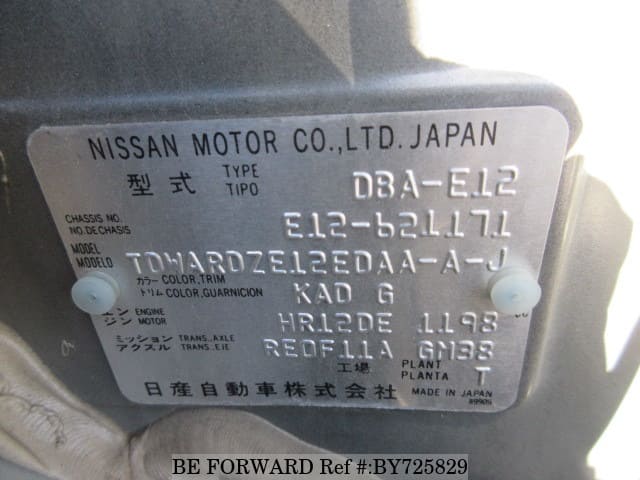 NISSAN MOTOR CO.,LTD. JAPAN
型式 TYPE TIPO DBA-E12
CHASSIS NO. NO.DECHASIS E12-621171
MODEL MODELO TDWARDZE12EDAA-A-J
カラー COLOR,TRIM
トリム COLOR,GUARNICION KAD G
エン ENGINE
ジン MOTOR HR12DE 1198 cc
ミッション TRANS.,AXLE
アクスル TRANS.,EJE RE0F11A GM38
工場 PLANT PLANTA T
日産自動車株式会社 MADE IN JAPAN
BE FORWARD Ref #:BY725829